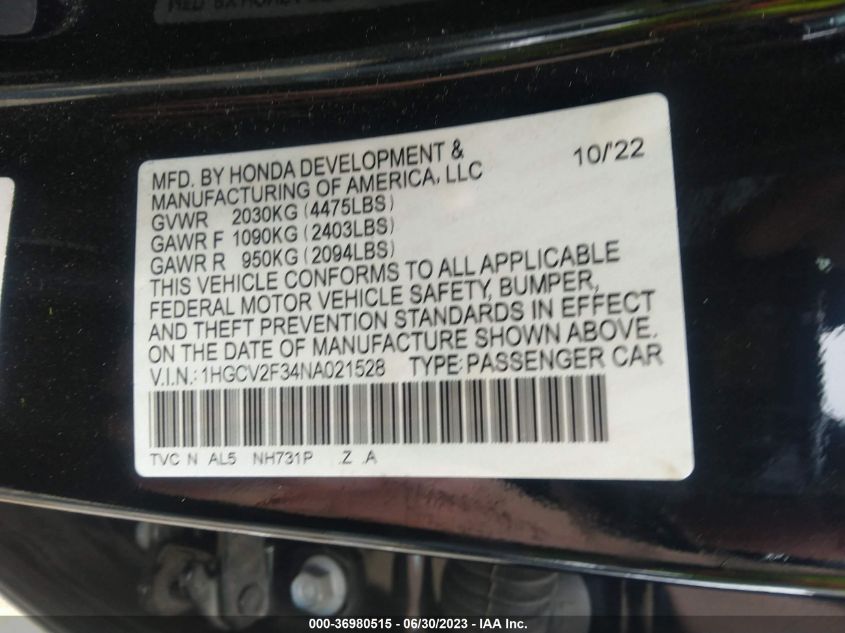 MFD. BY HONDA DEVELOPMENT & 10/'22
MANUFACTURING OF AMERICA, LLC
GVWR 2030KG (4475LBS)
GAWR F 1090KG (2403LBS)
GAWR R 950KG (2094LBS)
THIS VEHICLE CONFORMS TO ALL APPLICABLE
FEDERAL MOTOR VEHICLE SAFETY, BUMPER,
AND THEFT PREVENTION STANDARDS IN EFFECT
ON THE DATE OF MANUFACTURE SHOWN ABOVE.
V.I.N.: 1HGCV2F34NA021528 TYPE: PASSENGER CAR
TVC N AL5 NH731P .Z .A
000-36980515 - 06/30/2023 - IAA Inc.